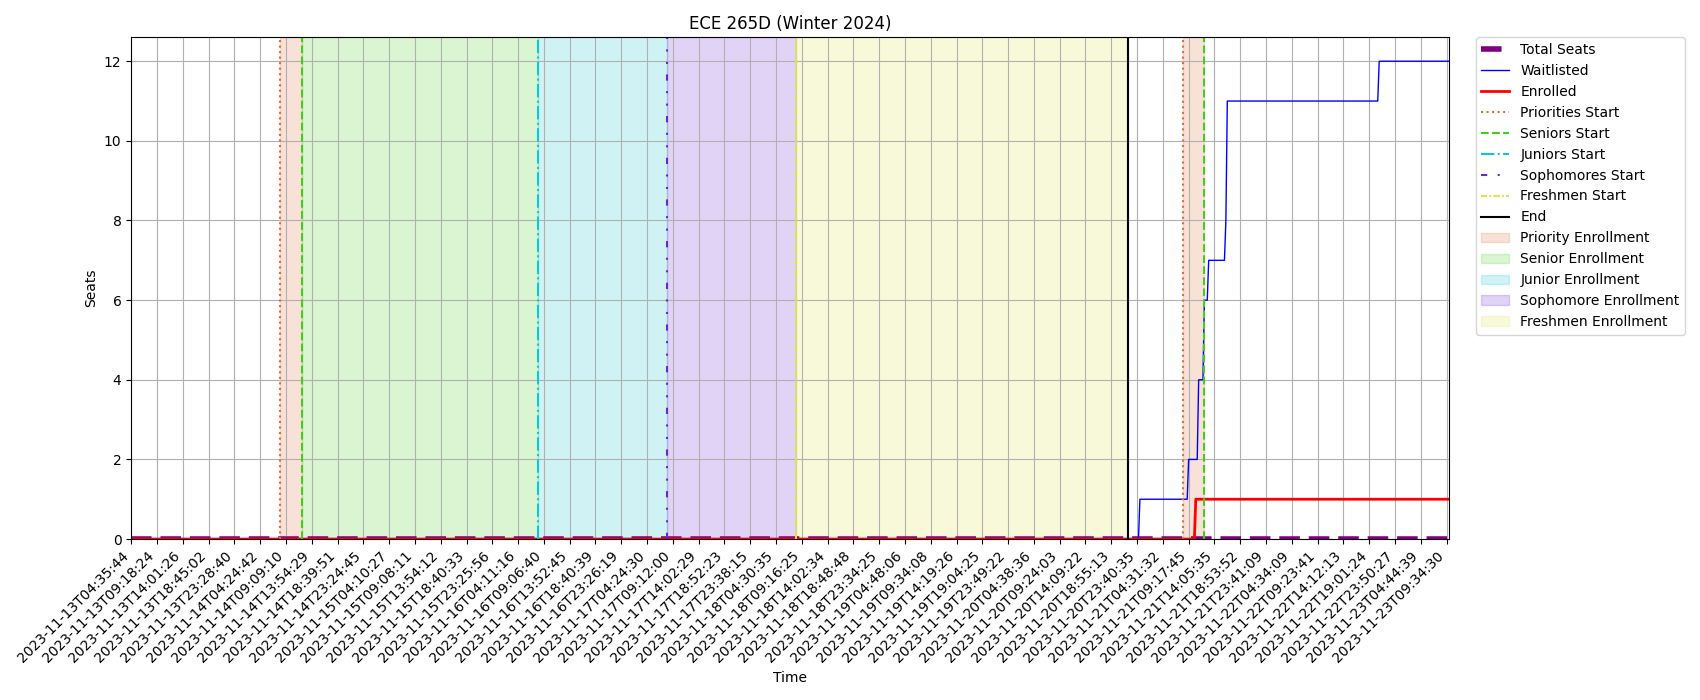 ECE 265D (Winter 2024)
12
10
8
6
4
2
0
Seats
2023-11-13T04:35:44
2023-11-13T09:18:24
2023-11-13T14:01:26
2023-11-13T18:45:02
2023-11-13T23:28:40
2023-11-14T04:24:42
2023-11-14T09:09:10
2023-11-14T13:54:29
2023-11-14T18:39:51
2023-11-14T23:24:45
2023-11-15T04:10:27
2023-11-15T09:08:11
2023-11-15T13:54:12
2023-11-15T18:40:33
2023-11-15T23:25:56
2023-11-16T04:11:16
2023-11-16T09:06:40
2023-11-16T13:52:45
2023-11-16T18:40:39
2023-11-16T23:26:19
2023-11-17T04:24:30
2023-11-17T09:12:00
2023-11-17T14:02:29
2023-11-17T18:52:23
2023-11-17T23:38:15
2023-11-18T04:30:35
2023-11-18T09:16:25
2023-11-18T14:02:34
2023-11-18T18:48:48
2023-11-18T23:34:25
2023-11-19T04:48:06
2023-11-19T09:34:08
2023-11-19T14:19:26
2023-11-19T19:04:25
2023-11-19T23:49:22
2023-11-20T04:38:36
2023-11-20T09:24:03
2023-11-20T14:09:22
2023-11-20T18:55:13
2023-11-20T23:40:35
2023-11-21T04:31:32
2023-11-21T09:17:45
2023-11-21T14:05:35
2023-11-21T18:53:52
2023-11-21T23:41:09
2023-11-22T04:34:09
2023-11-22T09:23:41
2023-11-22T14:12:13
2023-11-22T19:01:24
2023-11-22T23:50:27
2023-11-23T04:44:39
2023-11-23T09:34:30
Time
Total Seats
Waitlisted
Enrolled
Priorities Start
Seniors Start
Juniors Start
Sophomores Start
Freshmen Start
End
Priority Enrollment
Senior Enrollment
Junior Enrollment
Sophomore Enrollment
Freshmen Enrollment